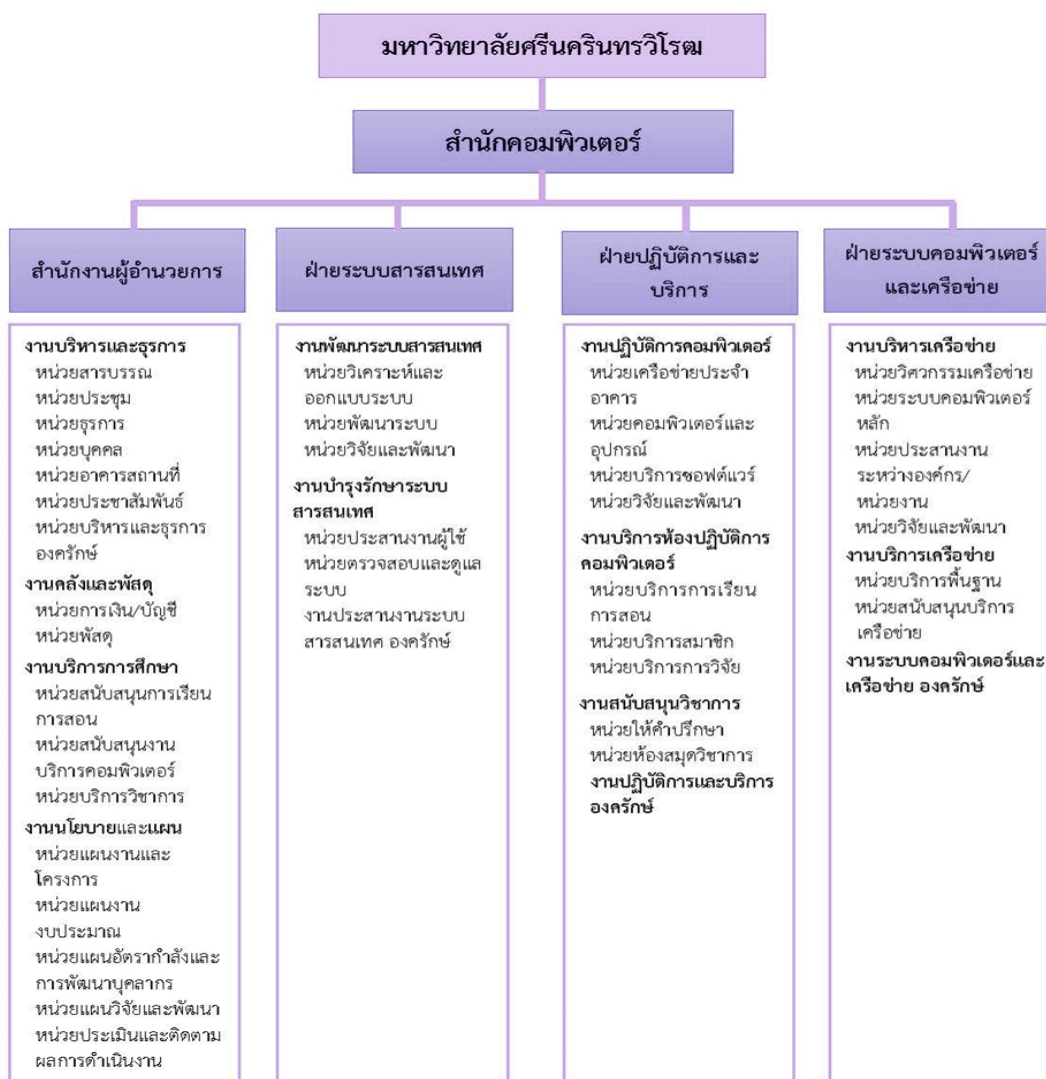 มหาวิทยาลัยศรีนครินทรวิโรฒ
สำนักคอมพิวเตอร์
สำนักงานผู้อำนวยการ
งานบริหารและธุรการ
หน่วยสารบรรณ
หน่วยประชุม
หน่วยธุรการ
หน่วยบุคคล
หน่วยอาคารสถานที่
หน่วยประชาสัมพันธ์
หน่วยบริหารและธุรการ
องครักษ์
งานคลังและพัสดุ
หน่วยการเงิน/บัญชี
หน่วยพัสดุ
งานบริการการศึกษา
หน่วยสนับสนุนการเรียน
การสอน
หน่วยสนับสนุนงาน
บริการคอมพิวเตอร์
หน่วยบริการวิชาการ
งานนโยบายและแผน
หน่วยแผนงานและ
โครงการ
หน่วยแผนงาน
งบประมาณ
หน่วยแผนอัตรากำลังและ
การพัฒนาบุคลากร
หน่วยแผนวิจัยและพัฒนา
หน่วยประเมินและติดตาม
ผลการดำเนินงาน
ฝ่ายระบบสารสนเทศ
งานพัฒนาระบบสารสนเทศ
หน่วยวิเคราะห์และ
ออกแบบระบบ
หน่วยพัฒนาระบบ
หน่วยวิจัยและพัฒนา
งานบำรุงรักษาระบบ
สารสนเทศ
หน่วยประสานงานผู้ใช้
หน่วยตรวจสอบและดูแล
ระบบ
งานประสานงานระบบ
สารสนเทศ องครักษ์
ฝ่ายปฏิบัติการและ
บริการ
งานปฏิบัติการคอมพิวเตอร์
หน่วยเครือข่ายประจำ
อาคาร
หน่วยคอมพิวเตอร์และ
อุปกรณ์
หน่วยบริการซอฟต์แวร์
หน่วยวิจัยและพัฒนา
งานบริการห้องปฏิบัติการ
คอมพิวเตอร์
หน่วยบริการการเรียน
การสอน
หน่วยบริการสมาชิก
หน่วยบริการการวิจัย
งานสนับสนุนวิชาการ
หน่วยให้คำปรึกษา
หน่วยห้องสมุดวิชาการ
งานปฏิบัติการและบริการ
องครักษ์
ฝ่ายระบบคอมพิวเตอร์
และเครือข่าย
งานบริหารเครือข่าย
หน่วยวิศวกรรมเครือข่าย
หน่วยระบบคอมพิวเตอร์
หลัก
หน่วยประสานงาน
ระหว่างองค์กร/
หน่วยงาน
หน่วยวิจัยและพัฒนา
งานบริการเครือข่าย
หน่วยบริการพื้นฐาน
หน่วยสนับสนุนบริการ
เครือข่าย
งานระบบคอมพิวเตอร์และ
เครือข่าย องครักษ์